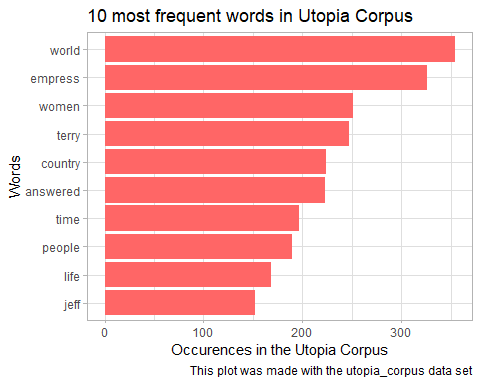 10 most frequent words in Utopia Corpus
world
empress
women
terry
country
answered
time
people
life
jeff
Words
0 100 200 300
Occurences in the Utopia Corpus
This plot was made with the utopia_corpus data set